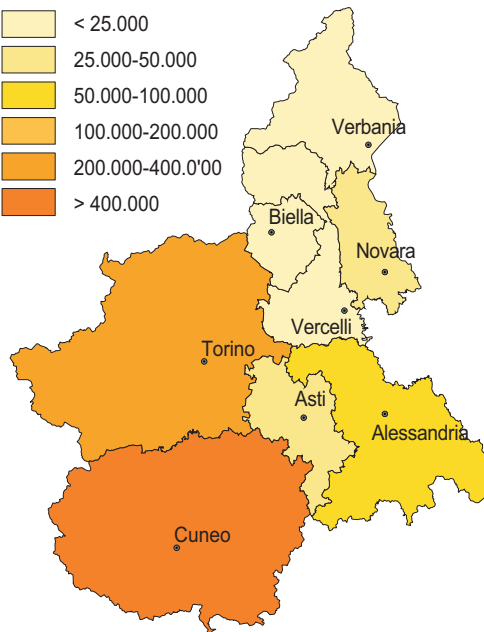 < 25.000
25.000-50.000
50.000-100.000
100.000-200.000
200.000-400.0'00
> 400.000
Verbania
Biella
Novara
Vercelli
Torino
Asti
Alessandria
Cuneo